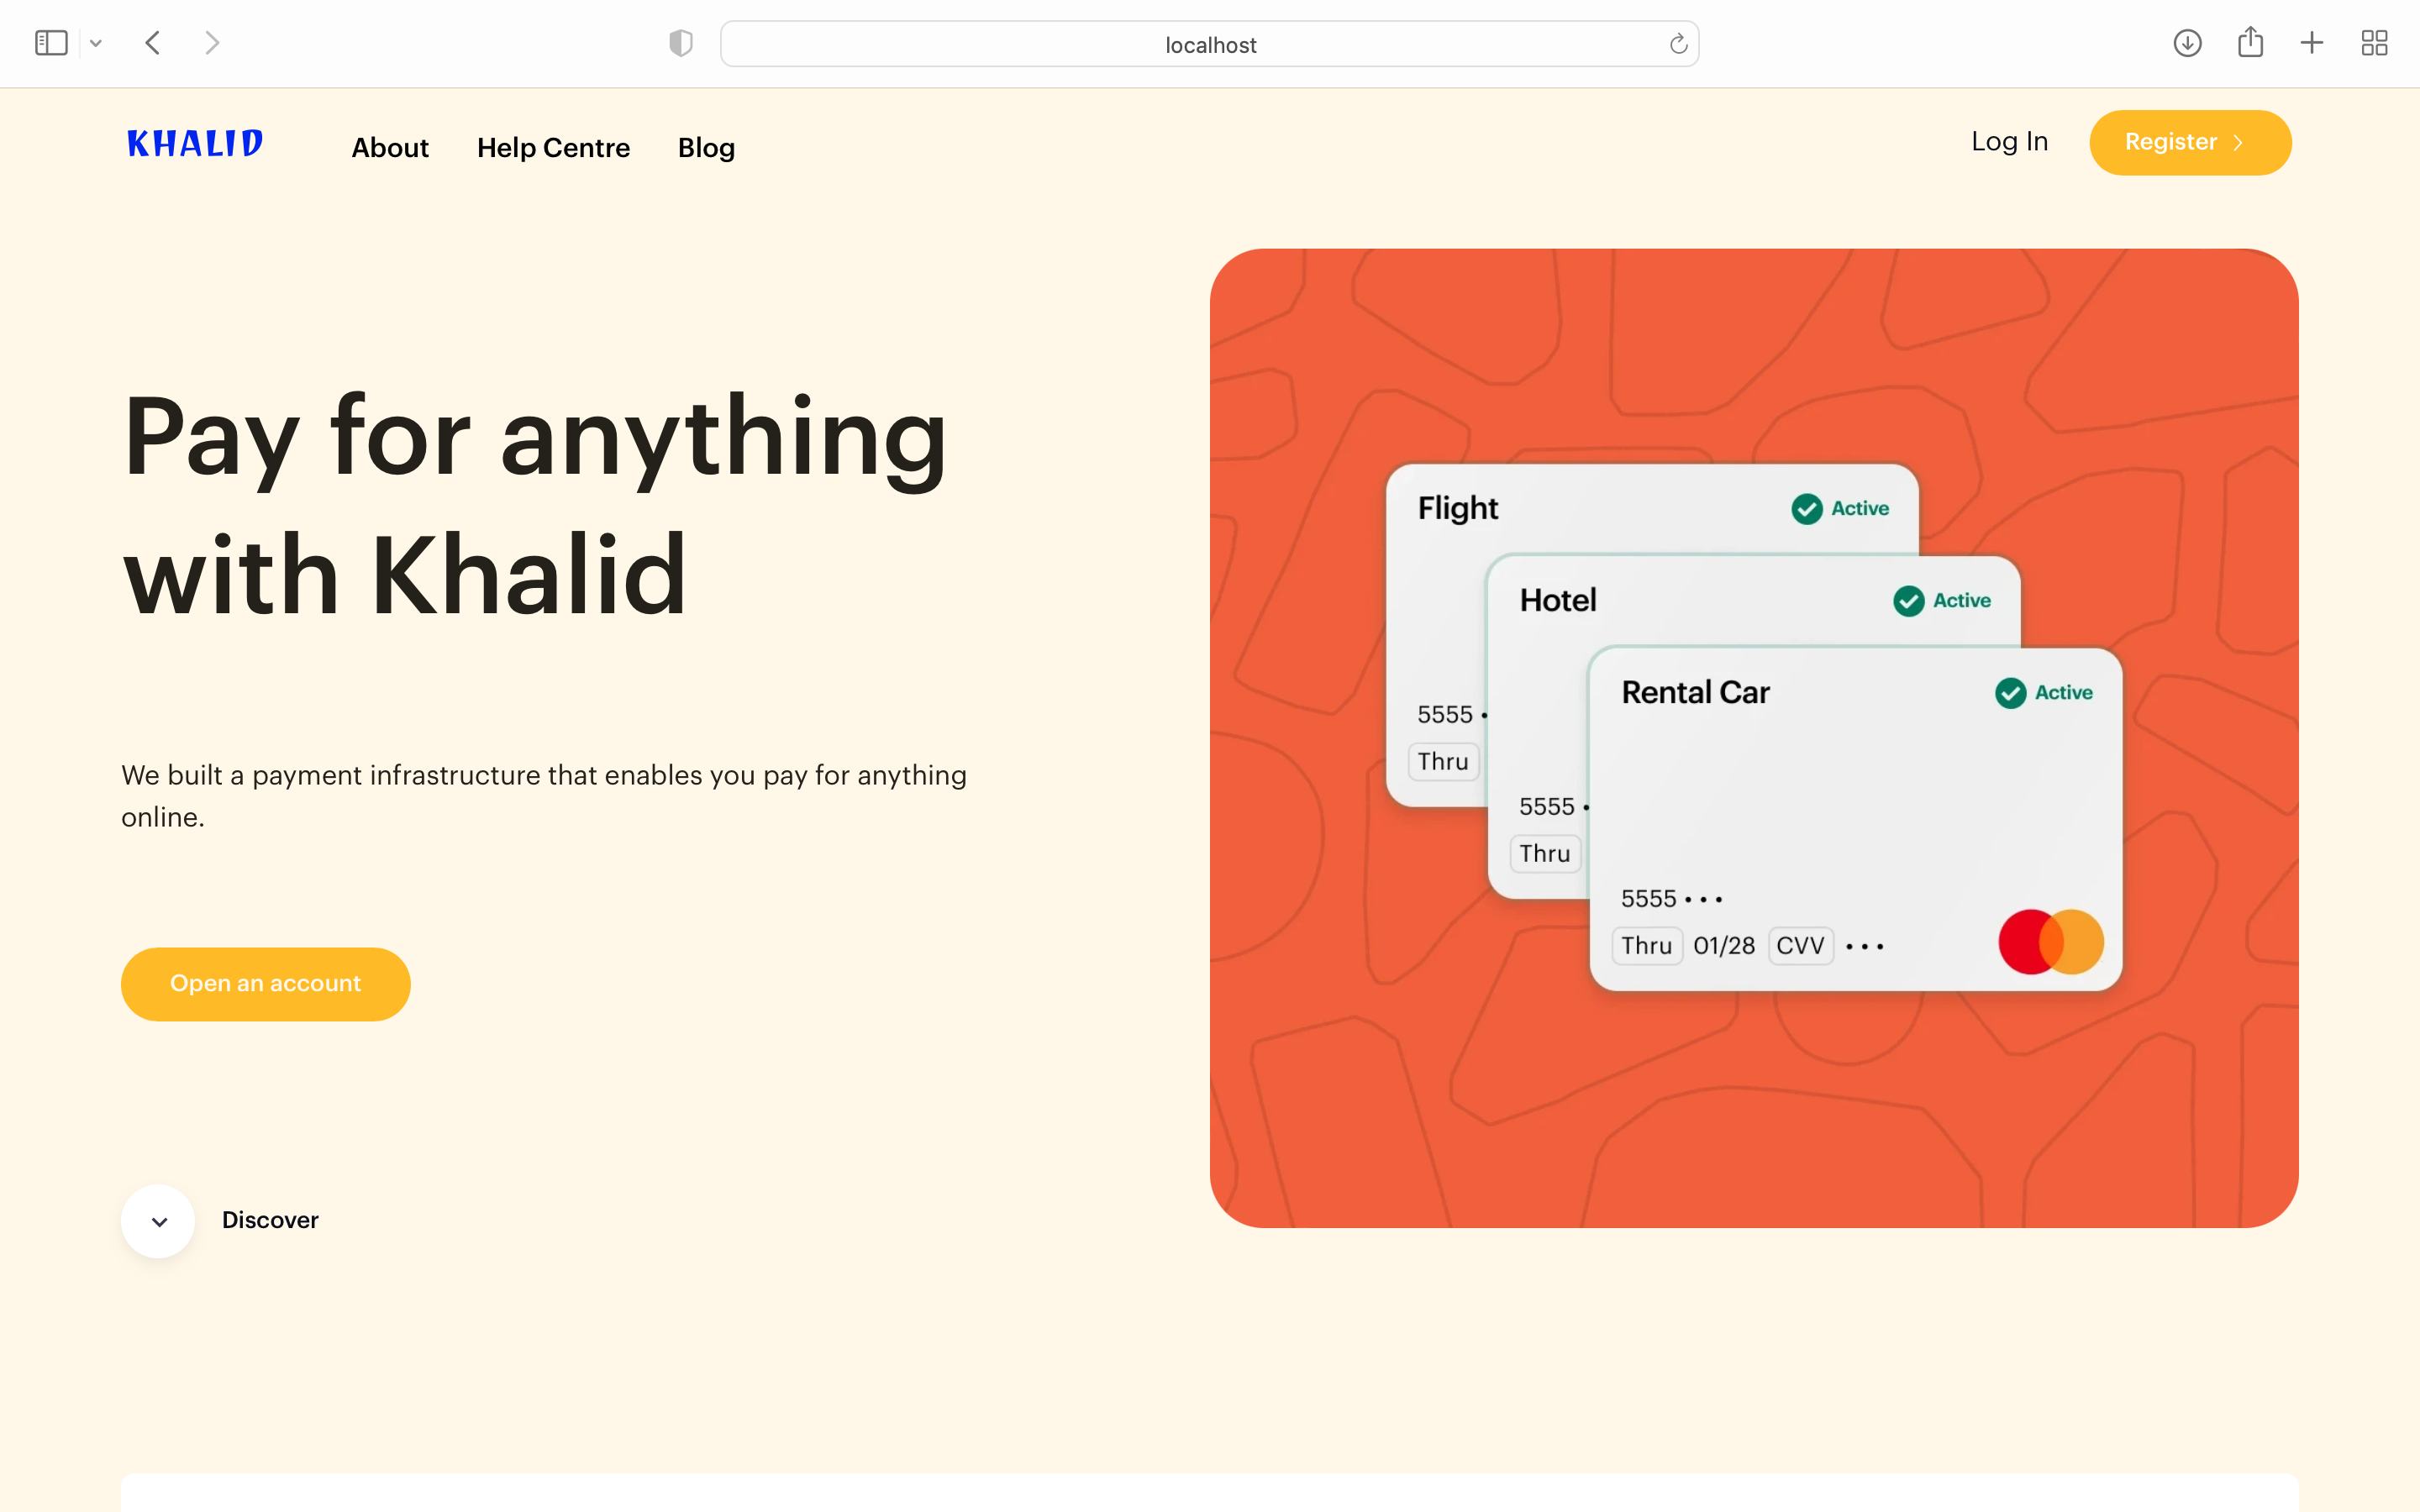 localhost
KHALID
About
Help Centre
Blog
Log In
Register
Pay for anything
with Khalid
We built a payment infrastructure that enables you pay for anything
online.
Open an account
Discover
Flight
Active
5555 •
Thru
Hotel
Active
5555 •
Thru
Rental Car
Active
5555 • • •
Thru 01/28 CVV • • •